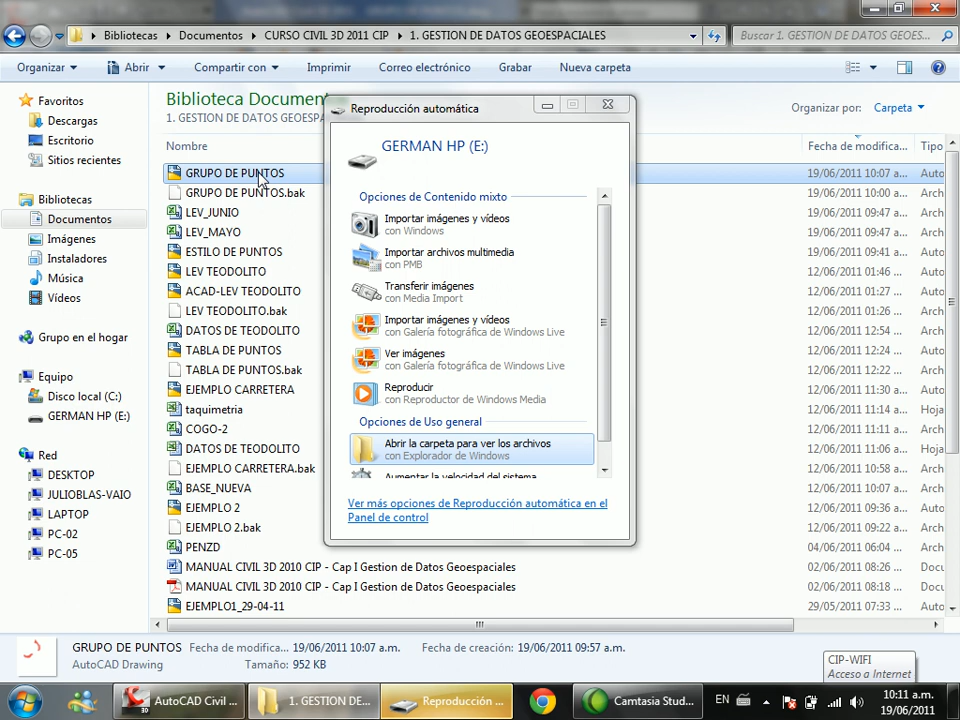 Bibliotecas
Documentos
CURSO CIVIL 3D 2011 CIP
1. GESTION DE DATOS GEOESPACIALES
Buscar 1. GESTION DE DATOS GEOES...
Organizar
Abrir
Compartir con
Imprimir
Correo electrónico
Grabar
Nueva carpeta
Favoritos
Descargas
Escritorio
Sitios recientes
Bibliotecas
Documentos
Imágenes
Instaladores
Música
Vídeos
Grupo en el hogar
Equipo
Disco local (C:)
GERMAN HP (E:)
Red
DESKTOP
JULIOBLAS-VAIO
LAPTOP
PC-02
PC-05
Biblioteca Document
1. GESTION DE DATOS GEOESPA
Organizar por: Carpeta
Nombre
Fecha de modifica...
Tipo
GRUPO DE PUNTOS 19/06/2011 10:07 a... Auto
GRUPO DE PUNTOS.bak 19/06/2011 10:00 a... Arch
LEV_JUNIO 19/06/2011 09:47 a... Arch
LEV_MAYO 19/06/2011 09:47 a... Arch
ESTILO DE PUNTOS 19/06/2011 09:41 a... Auto
LEV TEODOLITO 12/06/2011 01:46 ... Auto
ACAD-LEV TEODOLITO 12/06/2011 01:27 ... Auto
LEV TEODOLITO.bak 12/06/2011 01:26 ... Arch
DATOS DE TEODOLITO 12/06/2011 12:54 ... Arch
TABLA DE PUNTOS 12/06/2011 12:24 ... Auto
TABLA DE PUNTOS.bak 12/06/2011 12:22 ... Arch
EJEMPLO CARRETERA 12/06/2011 11:30 ... Auto
taquimetria 12/06/2011 11:14 ... Hoja
COGO-2 12/06/2011 11:11 ... Arch
DATOS DE TEODOLITO 12/06/2011 11:06 ... Hoja
EJEMPLO CARRETERA.bak 12/06/2011 10:58 ... Arch
BASE_NUEVA 12/06/2011 10:07 ... Arch
EJEMPLO 2 12/06/2011 09:36 ... Auto
EJEMPLO 2.bak 12/06/2011 09:22 ... Arch
PENZD 04/06/2011 06:04 ... Arch
MANUAL CIVIL 3D 2010 CIP - Cap I Gestion de Datos Geoespaciales 02/06/2011 08:26 ... Docu
MANUAL CIVIL 3D 2010 CIP - Cap I Gestion de Datos Geoespaciales 02/06/2011 08:18 ... Docu
EJEMPLO1_29-04-11 29/05/2011 07:33 ... Auto
Reproducción automática
GERMAN HP (E:)
Opciones de Contenido mixto
Importar imágenes y vídeos
con Windows
Importar archivos multimedia
con PMB
Transferir imágenes
con Media Import
Importar imágenes y vídeos
con Galería fotográfica de Windows Live
Ver imágenes
con Galería fotográfica de Windows Live
Reproducir
con Reproductor de Windows Media
Opciones de Uso general
Abrir la carpeta para ver los archivos
con Explorador de Windows
Aumentar la velocidad del sistema
Ver más opciones de Reproducción automática en el
Panel de control
GRUPO DE PUNTOS Fecha de modifica... 19/06/2011 10:07 a.m. Fecha de creación: 19/06/2011 09:57 a.m.
AutoCAD Drawing Tamaño: 952 KB
CIP-WIFI
Acceso a Internet
AutoCAD Civil ...
1. GESTION DE...
Reproducción ...
Camtasia Stud...
EN
10:11 a.m.
19/06/2011